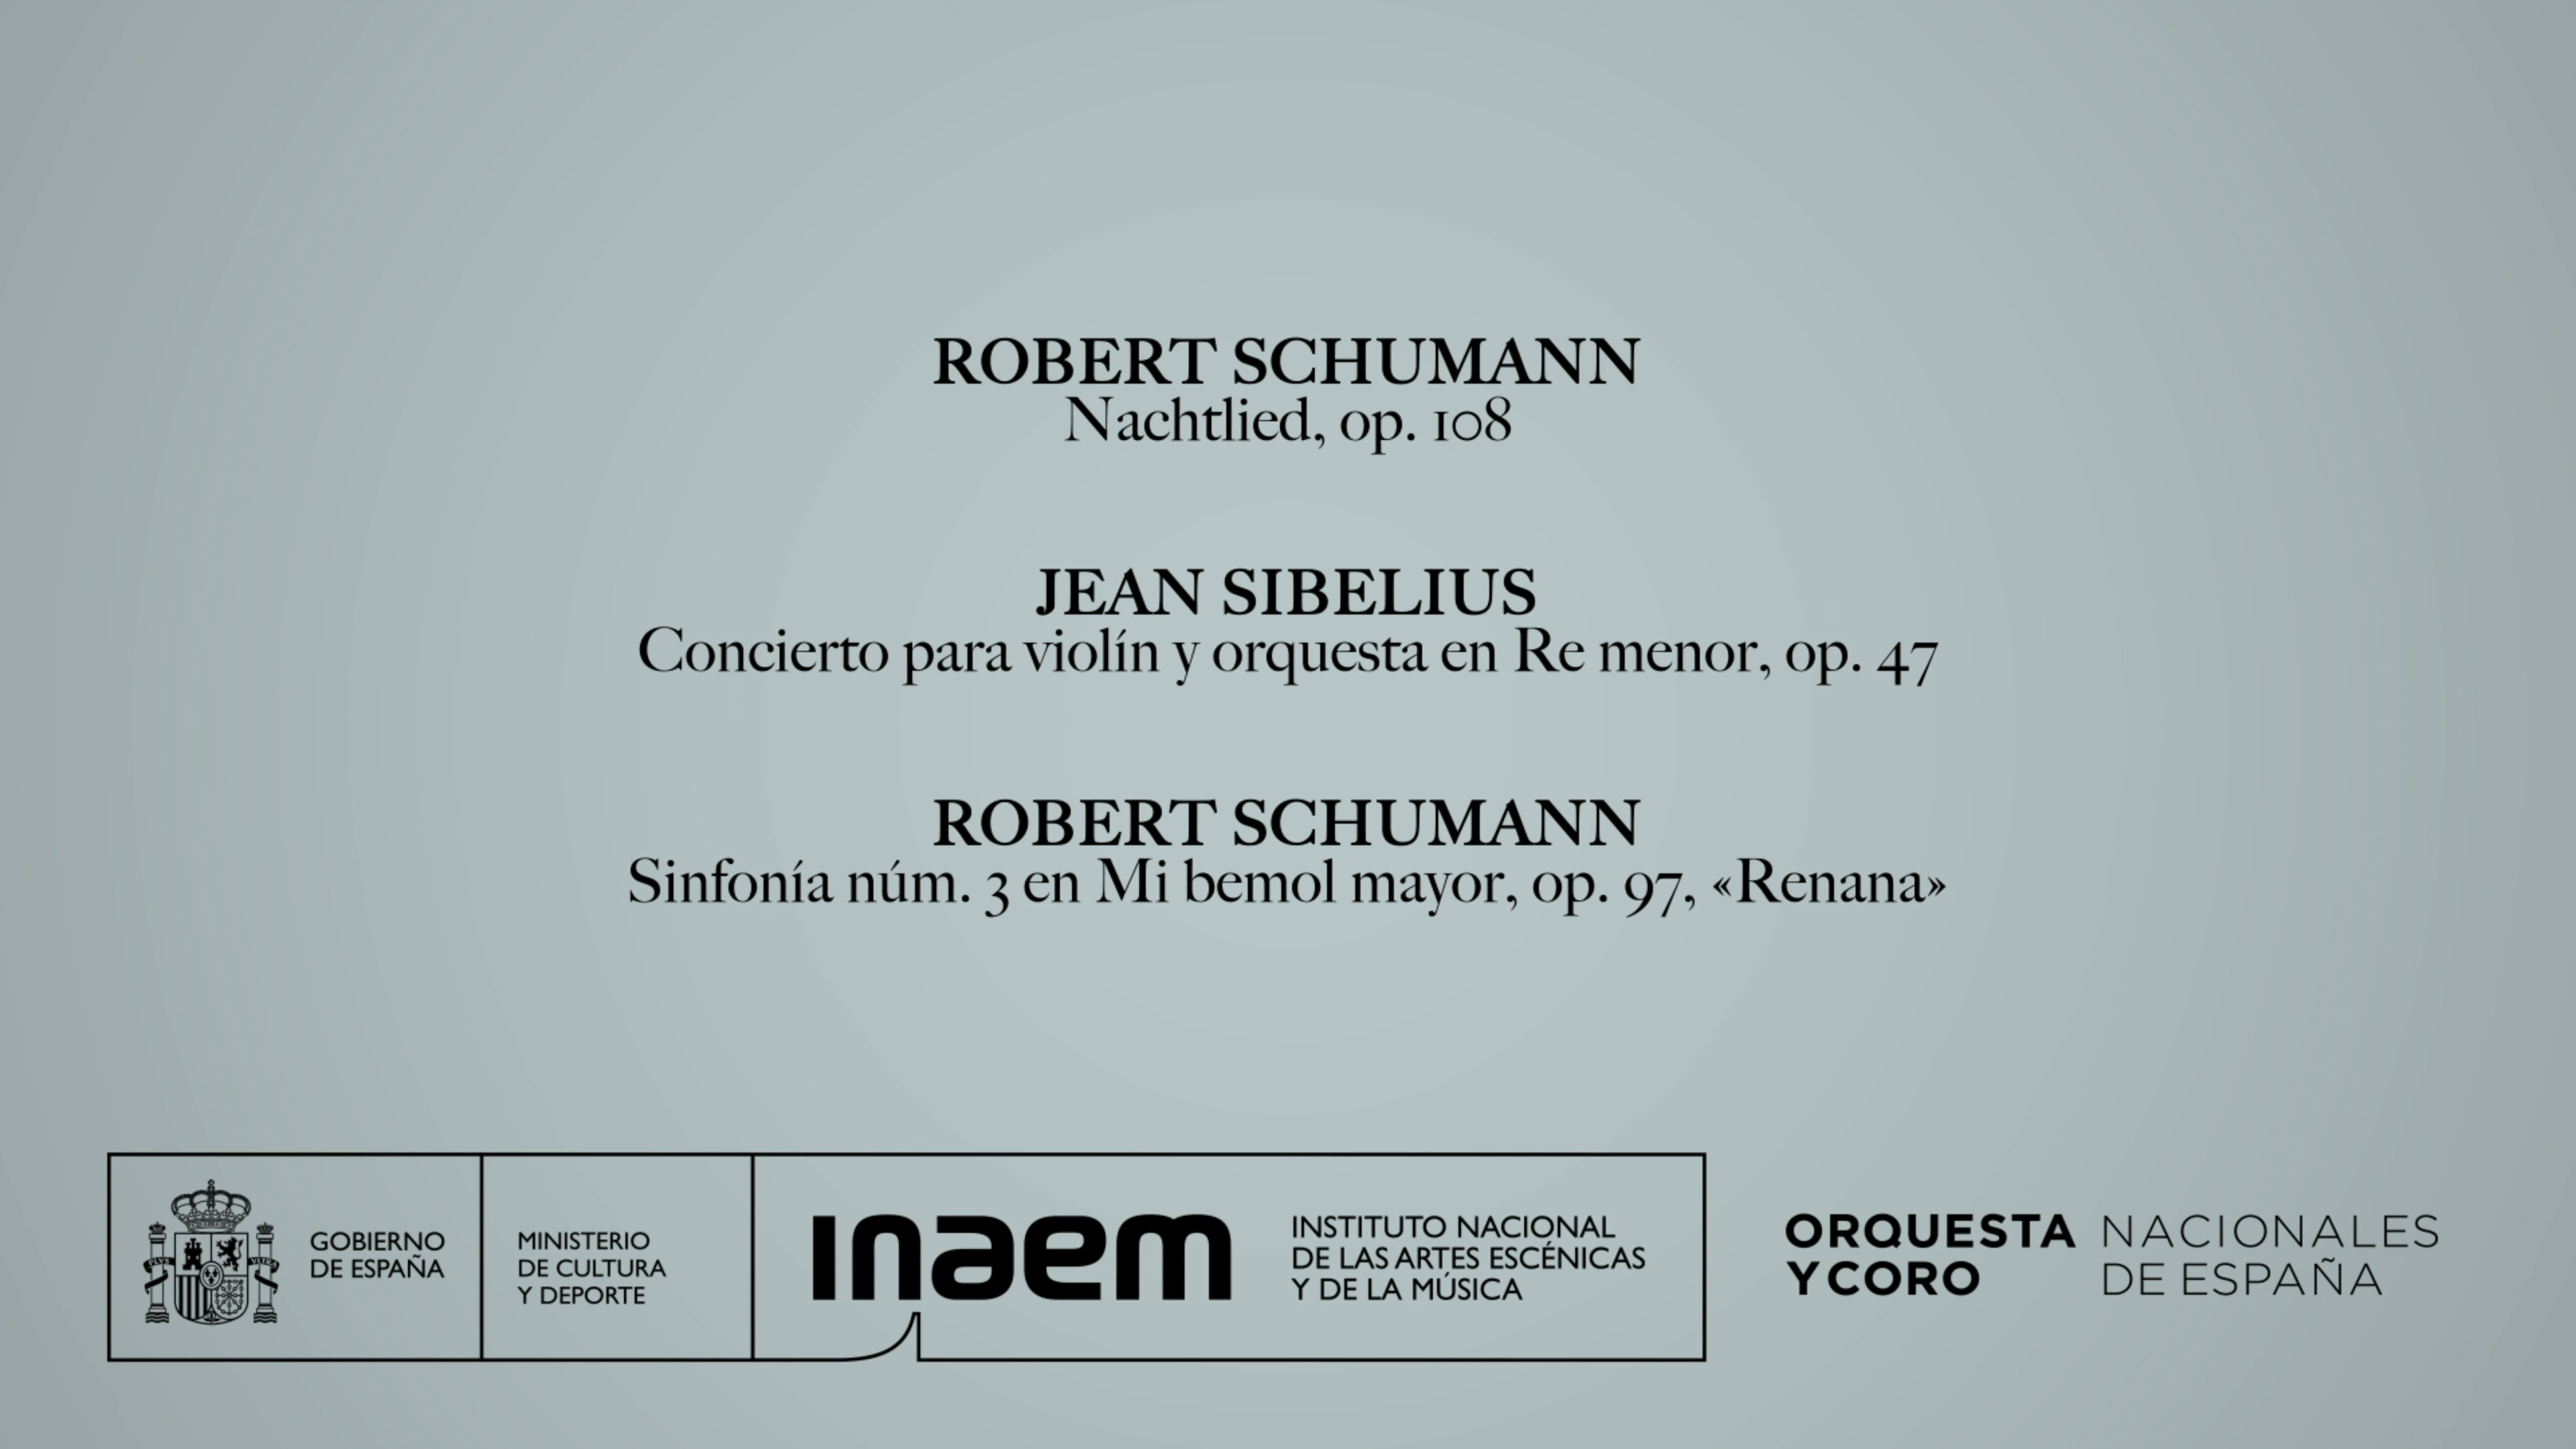 ROBERT SCHUMANN
Nachtlied, op. 108
JEAN SIBELIUS
Concierto para violín y orquesta en Re menor, op. 47
ROBERT SCHUMANN
Sinfonía núm. 3 en Mi bemol mayor, op. 97, «Renana»
PLVS VLTRA
GOBIERNO
DE ESPAÑA
MINISTERIO
DE CULTURA
Y DEPORTE
inaem
INSTITUTO NACIONAL
DE LAS ARTES ESCÉNICAS
Y DE LA MÚSICA
ORQUESTA NACIONALES
Y CORO DE ESPAÑA